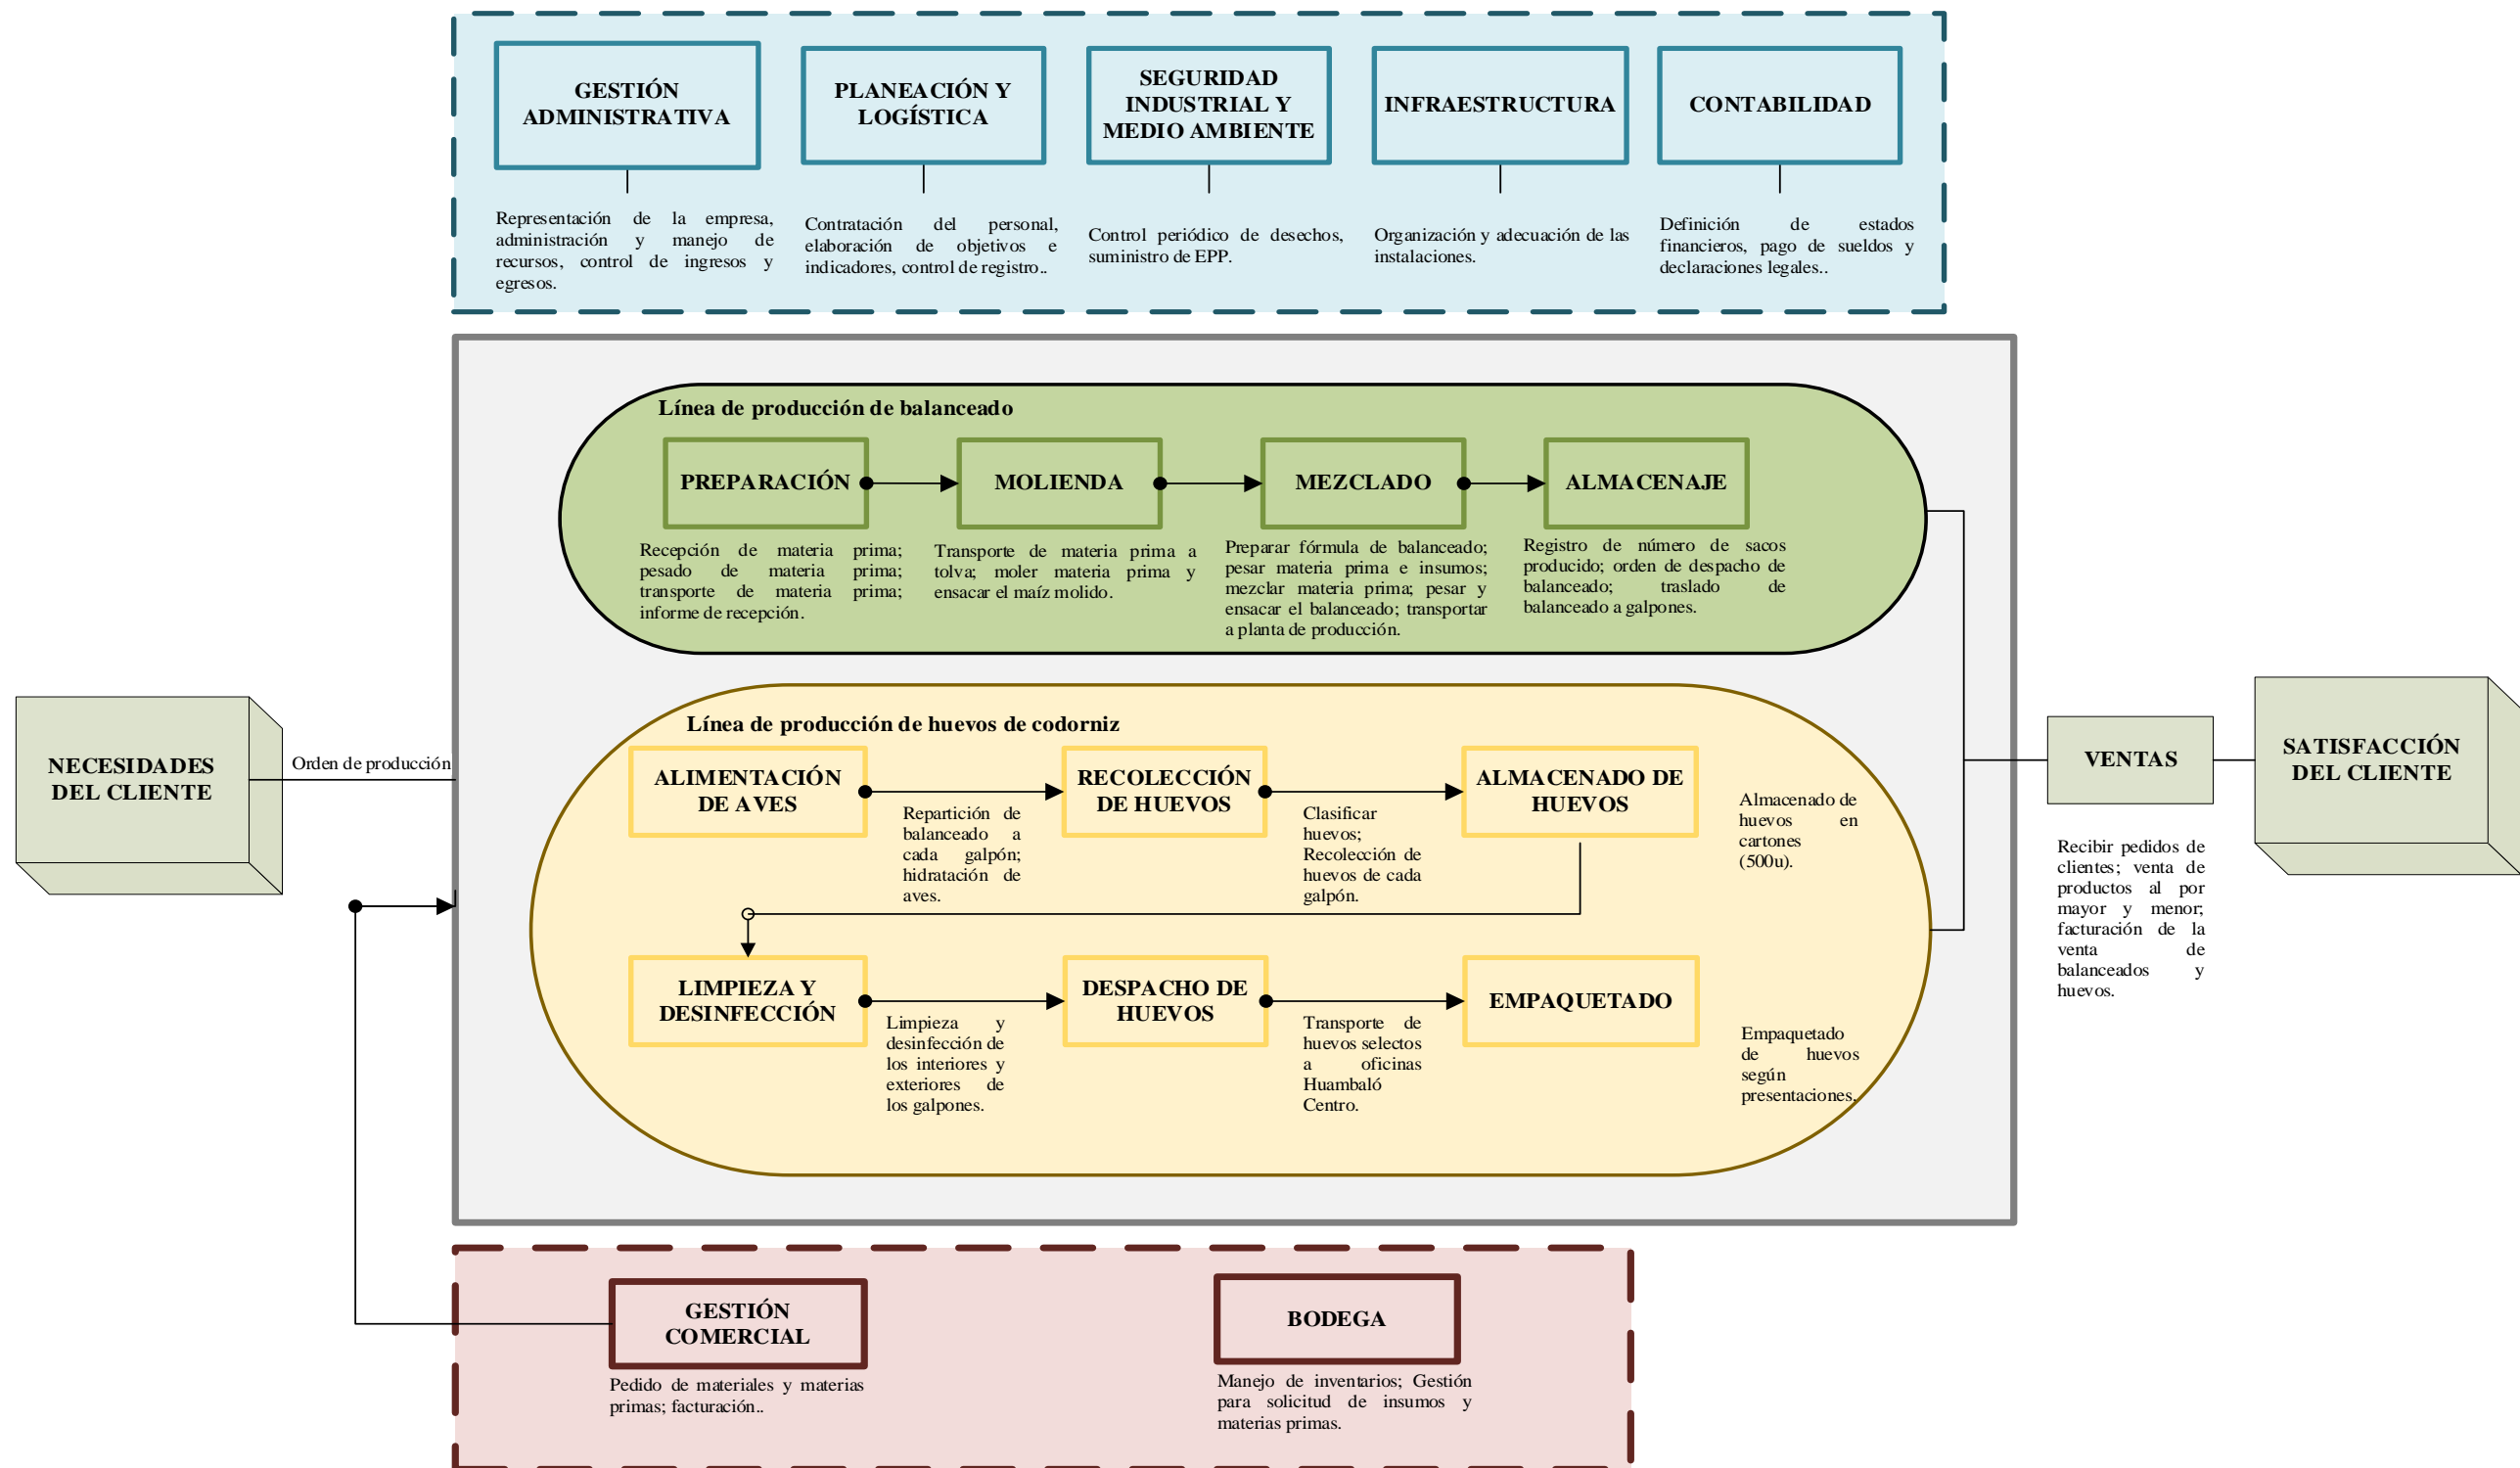 GESTIÓN
ADMINISTRATIVA
PLANEACIÓN Y
LOGÍSTICA
SEGURIDAD
INDUSTRIAL Y
MEDIO AMBIENTE
INFRAESTRUCTURA
CONTABILIDAD
Representación de la empresa,
administración y manejo de
recursos, control de ingresos y
egresos.
Contratación del personal,
elaboración de objetivos e
indicadores, control de registro..
Control periódico de desechos,
suministro de EPP.
Organización y adecuación de las
instalaciones.
Definición de estados
financieros, pago de sueldos y
declaraciones legales..
Línea de producción de balanceado
PREPARACIÓN
MOLIENDA
MEZCLADO
ALMACENAJE
Recepción de materia prima;
pesado de materia prima;
transporte de materia prima;
informe de recepción.
Transporte de materia prima a
tolva; moler materia prima y
ensacar el maíz molido.
Preparar fórmula de balanceado;
pesar materia prima e insumos;
mezclar materia prima; pesar y
ensacar el balanceado; transportar
a planta de producción.
Registro de número de sacos
producido; orden de despacho de
balanceado; traslado de
balanceado a galpones.
NECESIDADES
DEL CLIENTE
Orden de producción
Línea de producción de huevos de codorniz
ALIMENTACIÓN
DE AVES
Repartición de
balanceado a
cada galpón;
hidratación de
aves.
RECOLECCIÓN
DE HUEVOS
Clasificar
huevos;
Recolección de
huevos de cada
galpón.
ALMACENADO DE
HUEVOS
Almacenado de
huevos en
cartones
(500u).
LIMPIEZA Y
DESINFECCIÓN
Limpieza y
desinfección de
los interiores y
exteriores de
los galpones.
DESPACHO DE
HUEVOS
Transporte de
huevos selectos
a oficinas
Huambaló
Centro.
EMPAQUETADO
Empaquetado
de huevos
según
presentaciones.
VENTAS
Recibir pedidos de
clientes; venta de
productos al por
mayor y menor;
facturación de la
venta de
balanceados y
huevos.
SATISFACCIÓN
DEL CLIENTE
GESTIÓN
COMERCIAL
Pedido de materiales y materias
primas; facturación..
BODEGA
Manejo de inventarios; Gestión
para solicitud de insumos y
materias primas.